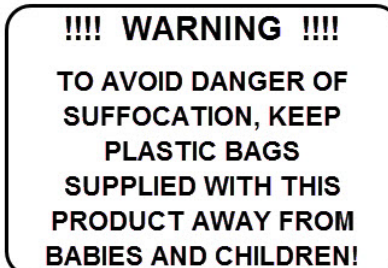 !!!! WARNING !!!!
TO AVOID DANGER OF
SUFFOCATION, KEEP
PLASTIC BAGS
SUPPLIED WITH THIS
PRODUCT AWAY FROM
BABIES AND CHILDREN!